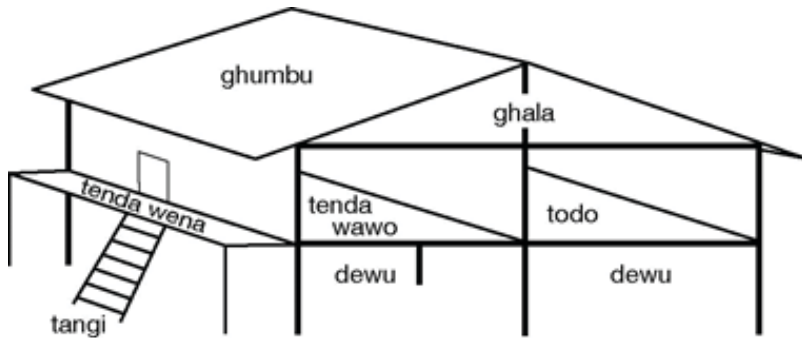 ghumbu
ghala
tenda wena
tenda
wawo
todo
dewu
dewu
tangi